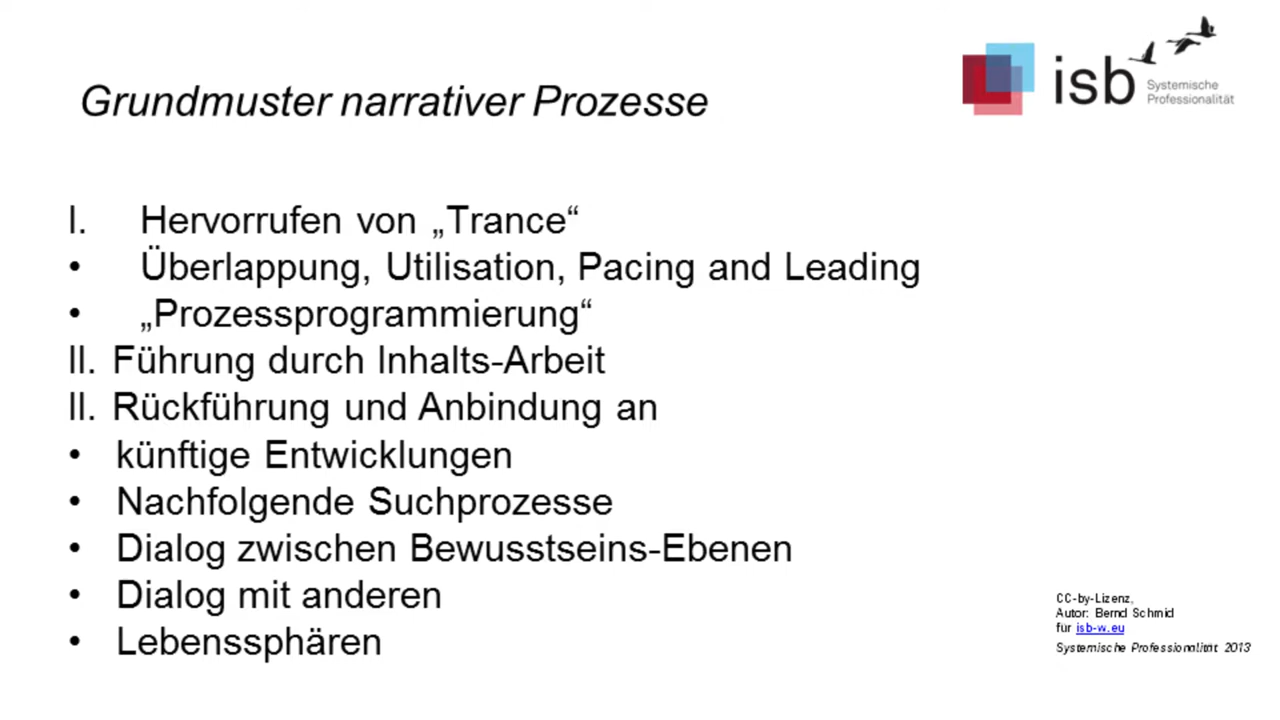 Grundmuster narrativer Prozesse
isb
Systemische
Professionalität
I. Hervorrufen von „Trance“
• Überlappung, Utilisation, Pacing and Leading
• „Prozessprogrammierung“
II. Führung durch Inhalts-Arbeit
II. Rückführung und Anbindung an
• künftige Entwicklungen
• Nachfolgende Suchprozesse
• Dialog zwischen Bewusstseins-Ebenen
• Dialog mit anderen
• Lebenssphären
CC-by-Lizenz,
Autor: Bernd Schmid
für isb-w.eu
Systemische Professionalität 2013